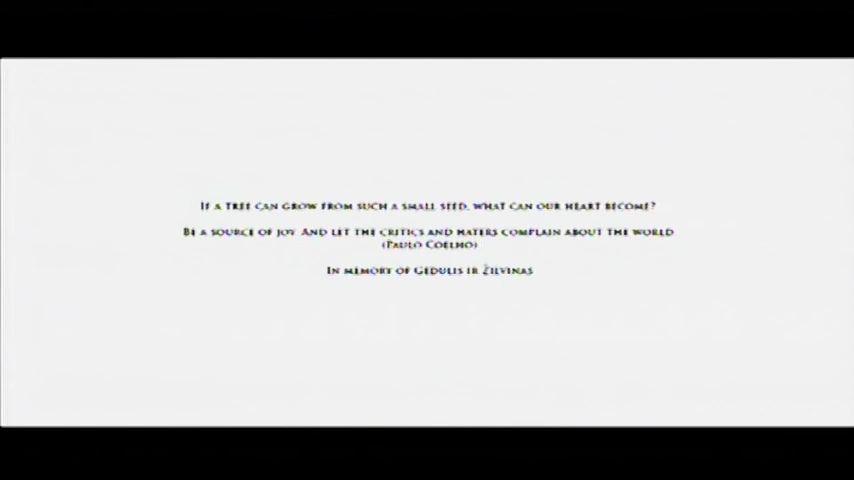 If a tree can grow from such a small seed, what can our heart become?
Be a source of joy. And let the critics and haters complain about the world
(Paulo Coelho)
In memory of Gedulis ir Žilvinas